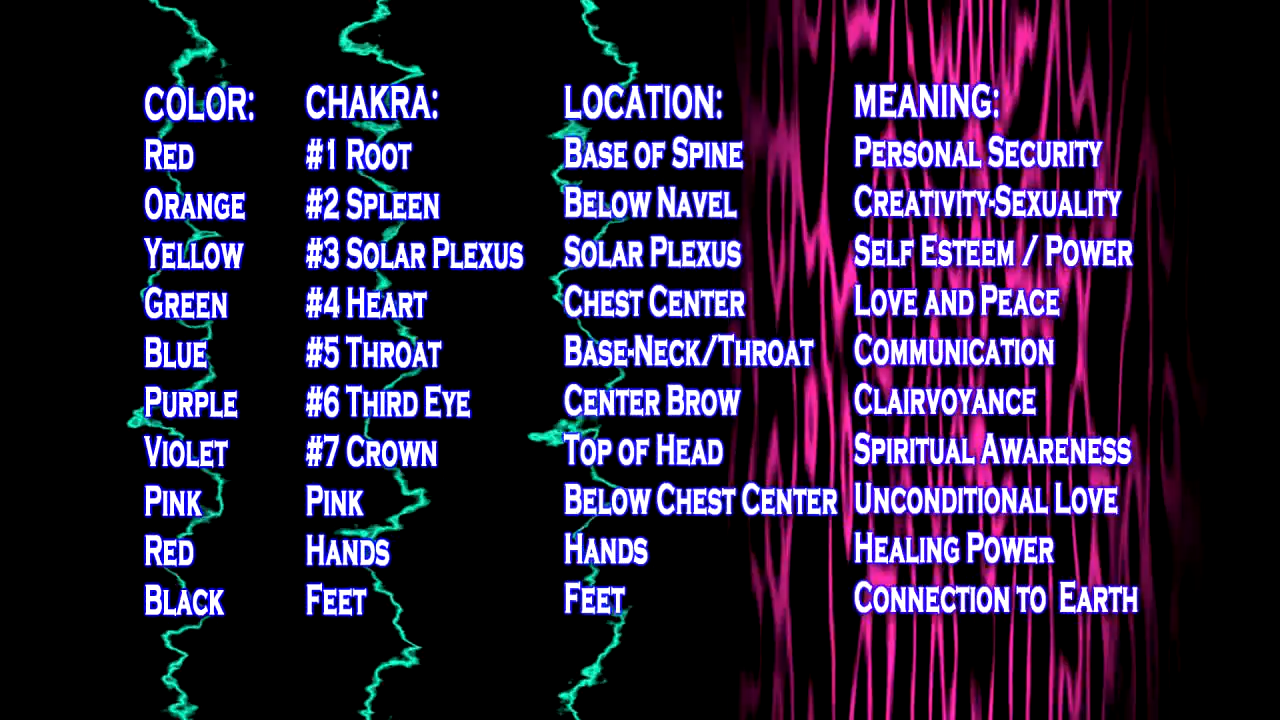 COLOR: CHAKRA: LOCATION: MEANING:
RED #1 ROOT BASE OF SPINE PERSONAL SECURITY
ORANGE #2 SPLEEN BELOW NAVEL CREATIVITY-SEXUALITY
YELLOW #3 SOLAR PLEXUS SOLAR PLEXUS SELF ESTEEM / POWER
GREEN #4 HEART CHEST CENTER LOVE AND PEACE
BLUE #5 THROAT BASE-NECK/THROAT COMMUNICATION
PURPLE #6 THIRD EYE CENTER BROW CLAIRVOYANCE
VIOLET #7 CROWN TOP OF HEAD SPIRITUAL AWARENESS
PINK PINK BELOW CHEST CENTER UNCONDITIONAL LOVE
RED HANDS HANDS HEALING POWER
BLACK FEET FEET CONNECTION TO EARTH